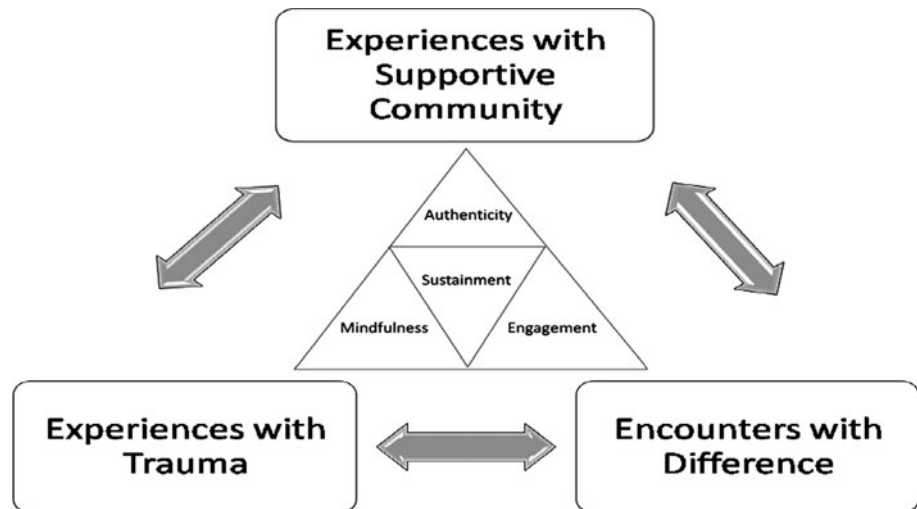 Experiences with
Supportive
Community
Authenticity
Sustainment
Mindfulness
Engagement
Experiences with
Trauma
Encounters with
Difference